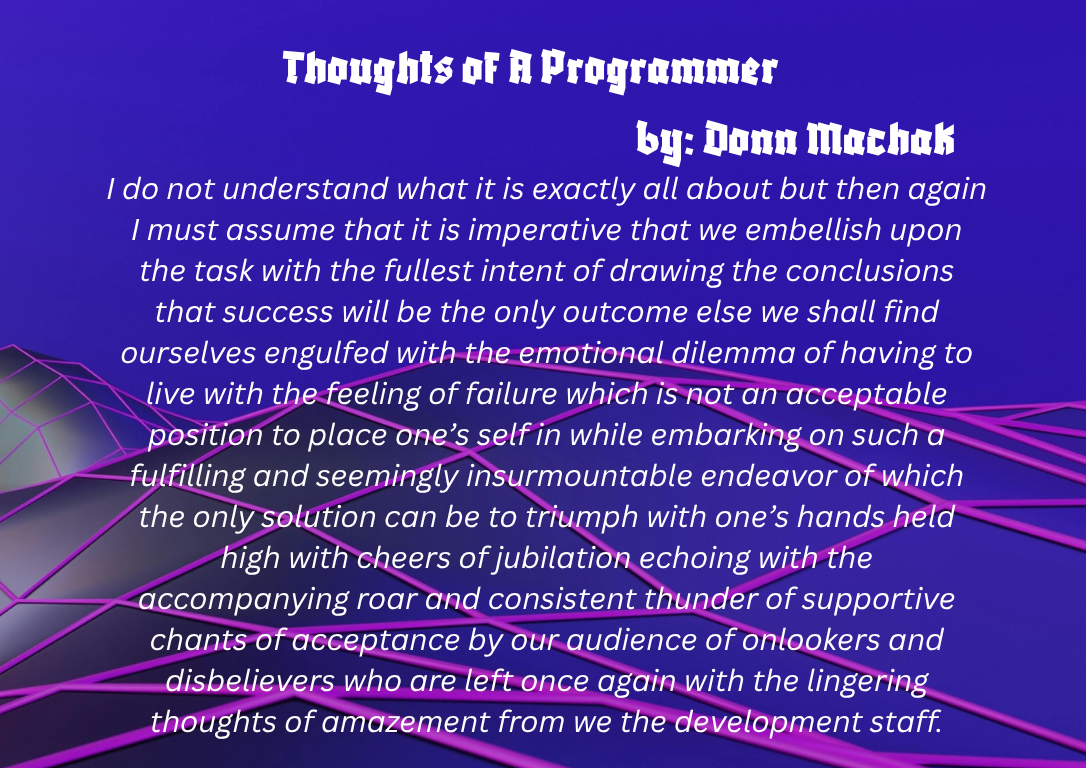 Thoughts of A Programmer
by: Donn Machak
I do not understand what it is exactly all about but then again
I must assume that it is imperative that we embellish upon
the task with the fullest intent of drawing the conclusions
that success will be the only outcome else we shall find
ourselves engulfed with the emotional dilemma of having to
live with the feeling of failure which is not an acceptable
position to place one’s self in while embarking on such a
fulfilling and seemingly insurmountable endeavor of which
the only solution can be to triumph with one’s hands held
high with cheers of jubilation echoing with the
accompanying roar and consistent thunder of supportive
chants of acceptance by our audience of onlookers and
disbelievers who are left once again with the lingering
thoughts of amazement from we the development staff.